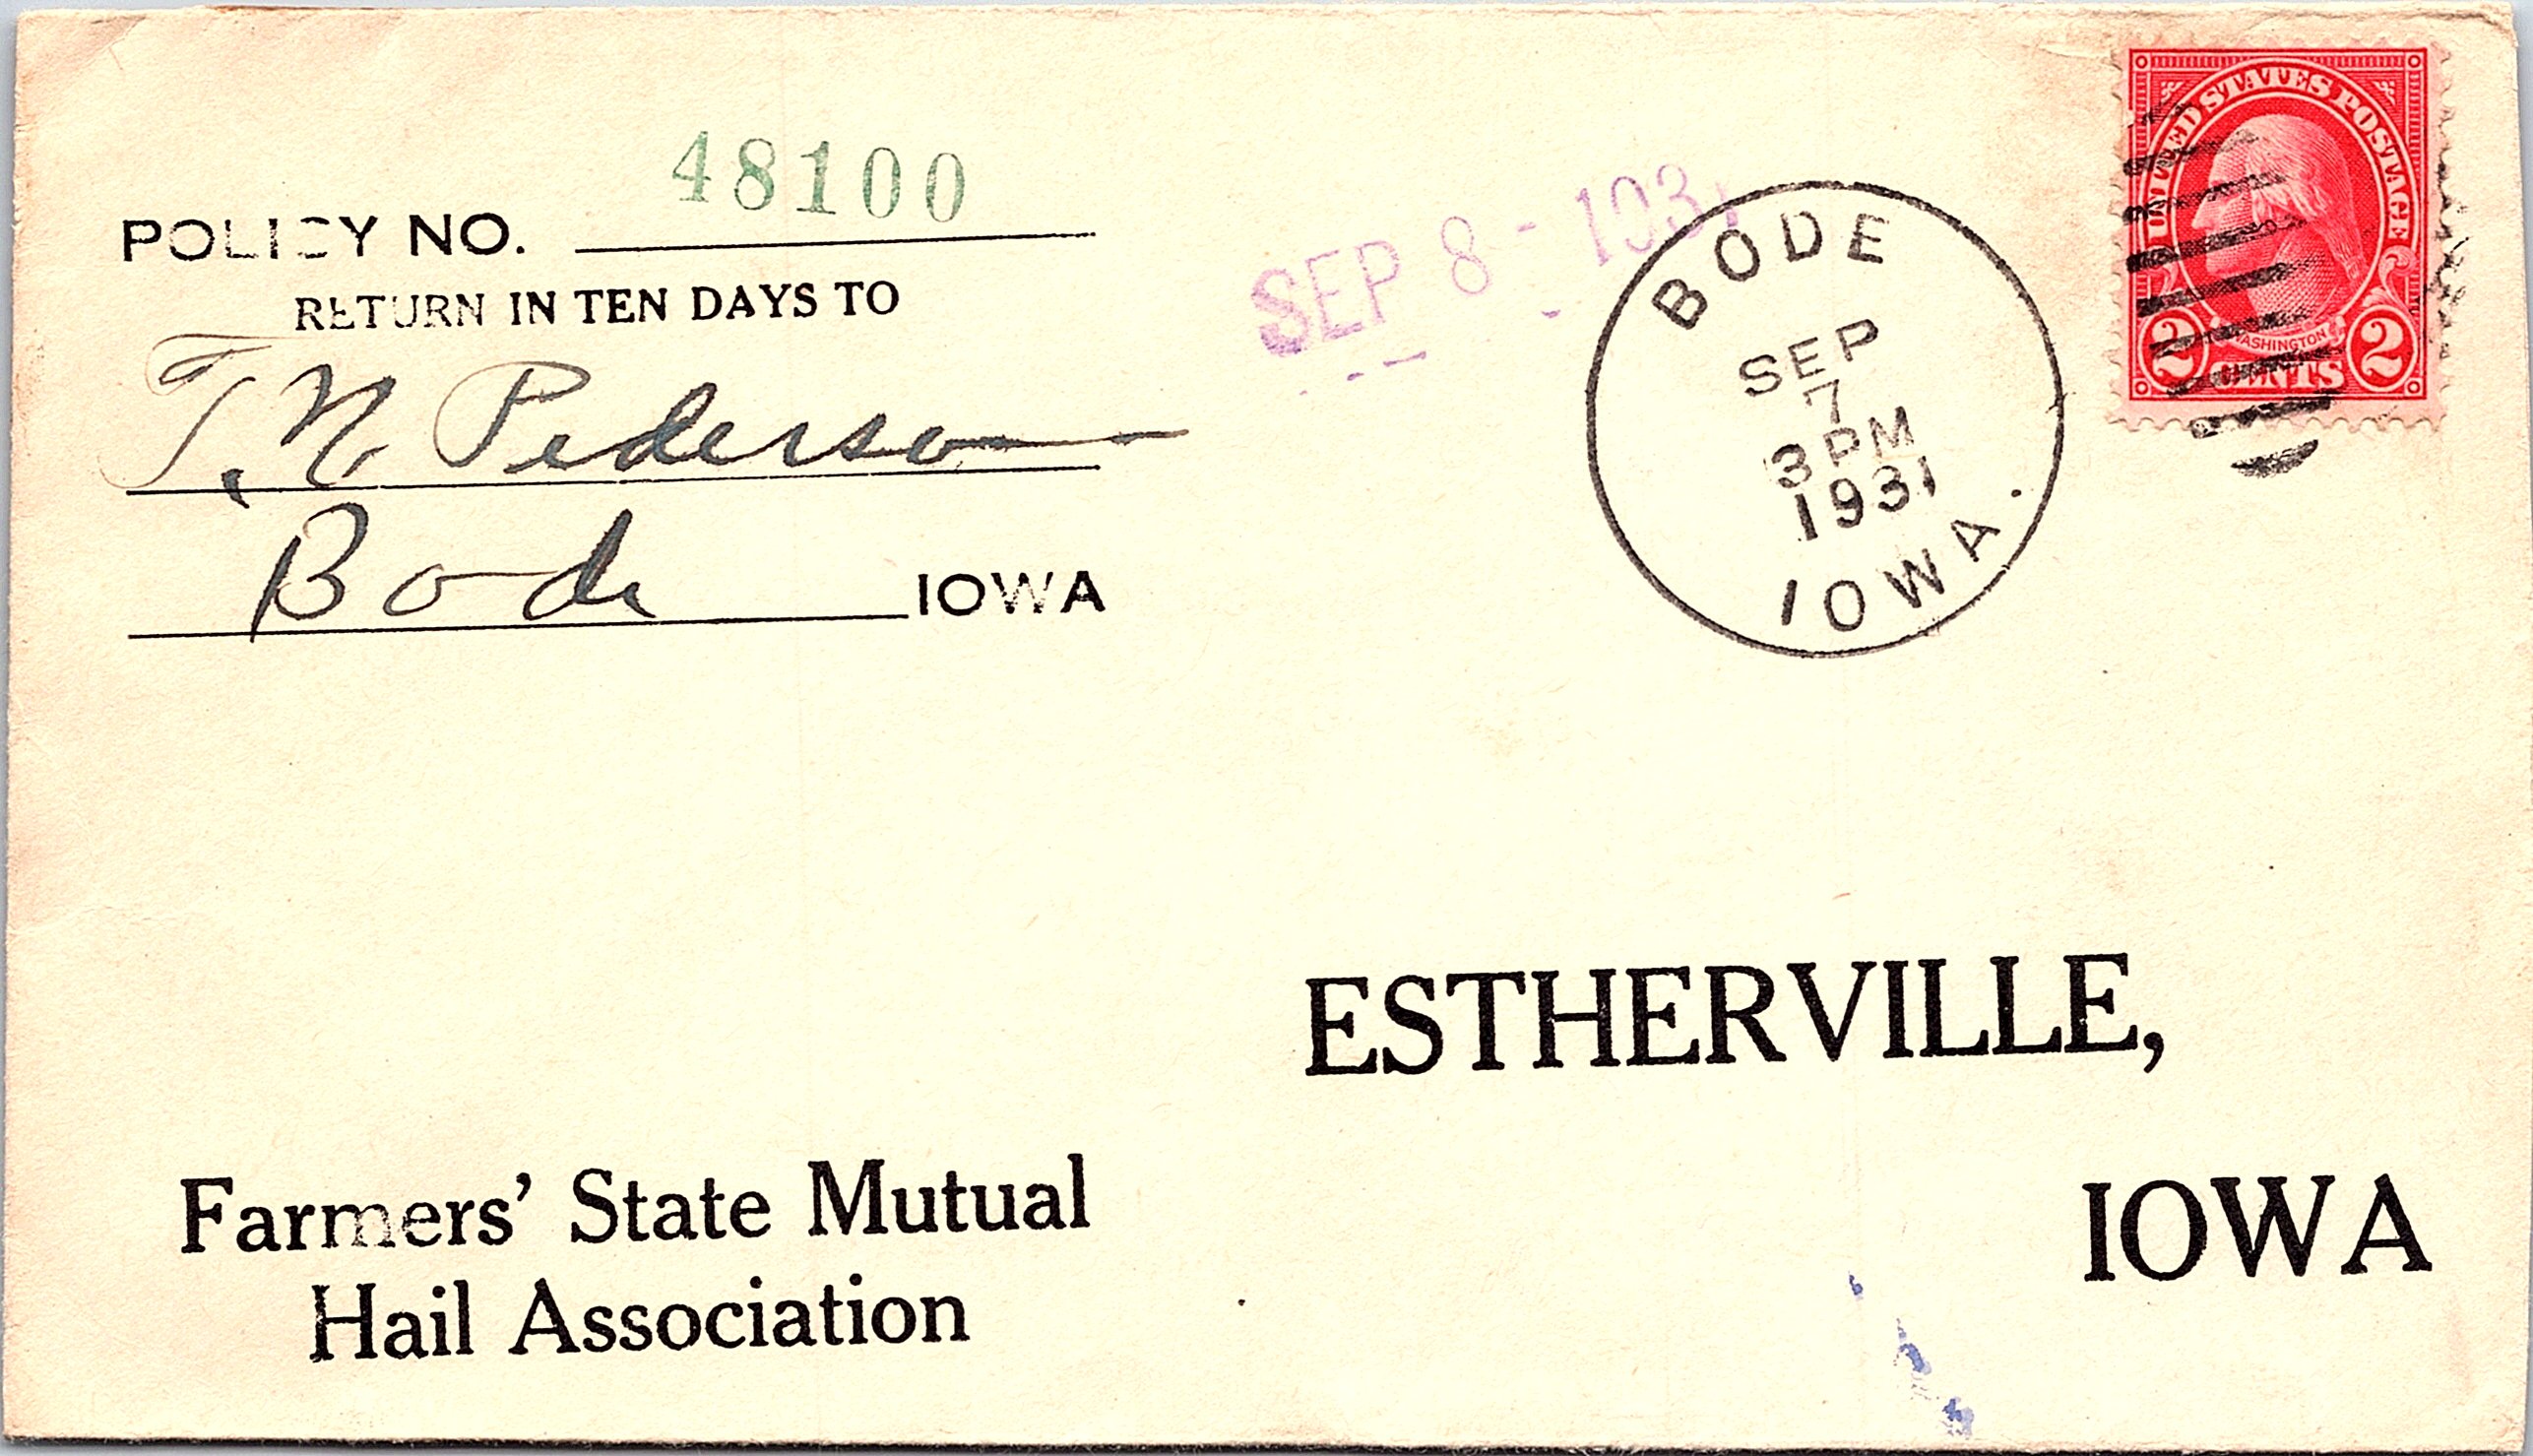 48100
POLICY NO.
RETURN IN TEN DAYS TO
T. N. Pederson
Bode IOWA
SEP 8 - 1931
BODE
SEP
7
3 PM
1931
IOWA.
UNITED STATES POSTAGE
WASHINGTON
2 CENTS 2
ESTHERVILLE,
IOWA
Farmers' State Mutual
Hail Association